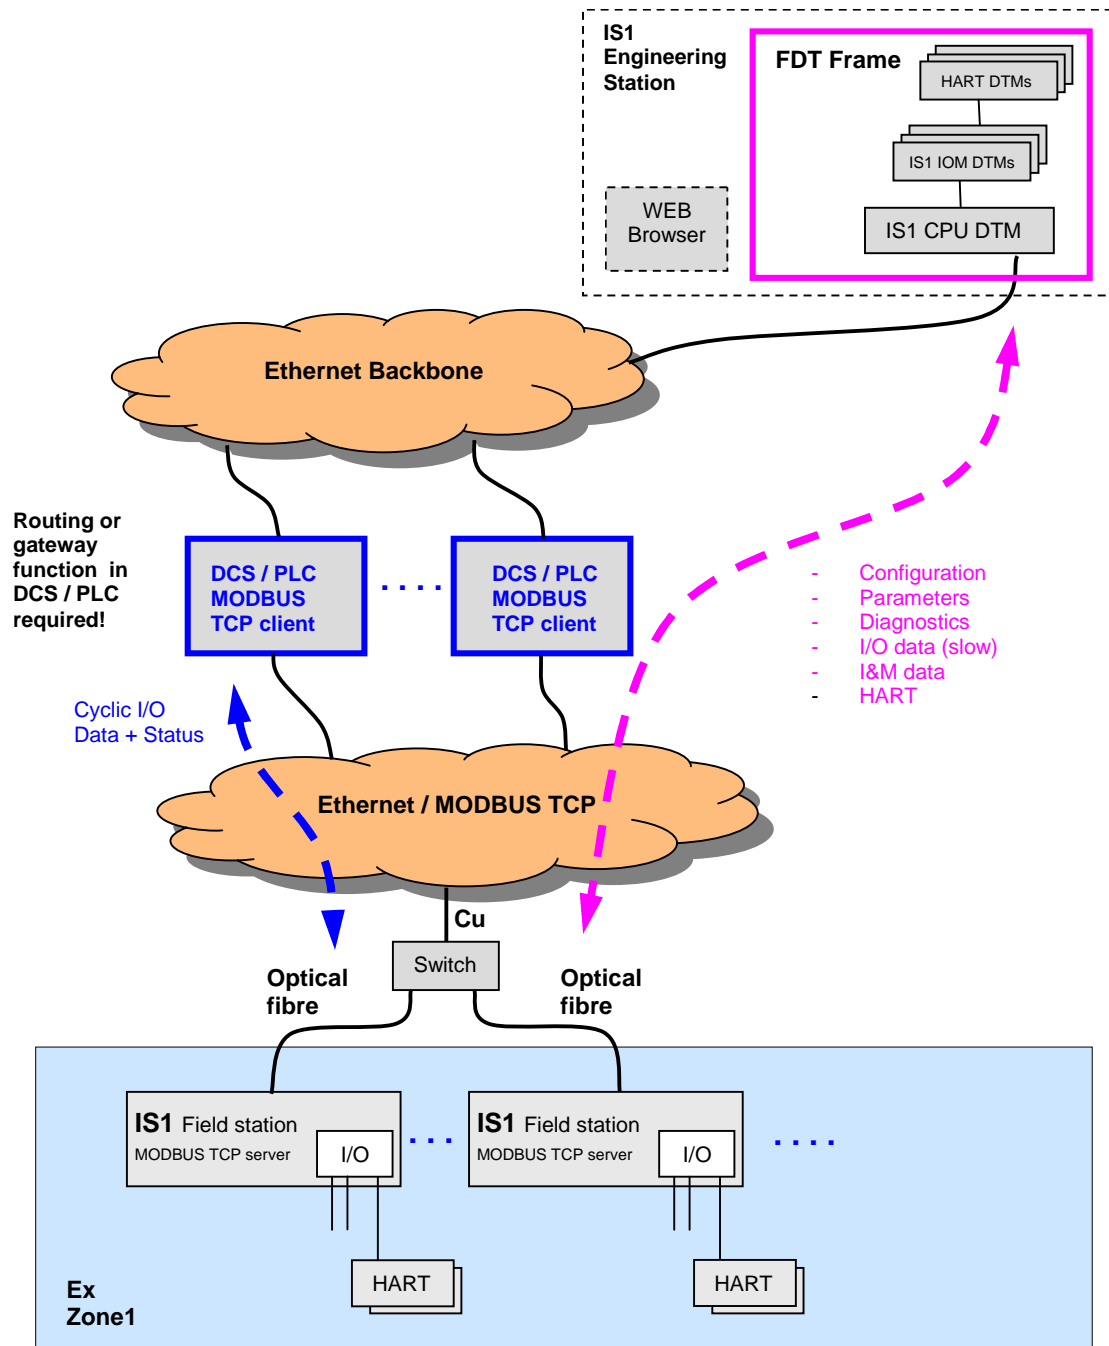 IS1
Engineering
Station
FDT Frame
HART DTMs
IS1 IOM DTMs
WEB
Browser
IS1 CPU DTM
Ethernet Backbone
Routing or
gateway
function in
DCS / PLC
required!
DCS / PLC
MODBUS
TCP client
. . . .
DCS / PLC
MODBUS
TCP client
- Configuration
- Parameters
- Diagnostics
- I/O data (slow)
- I&M data
- HART
Cyclic I/O
Data + Status
Ethernet / MODBUS TCP
Cu
Switch
Optical
fibre
Optical
fibre
IS1 Field station
MODBUS TCP server
I/O
. . .
IS1 Field station
MODBUS TCP server
I/O
. . . .
HART
HART
Ex
Zone1